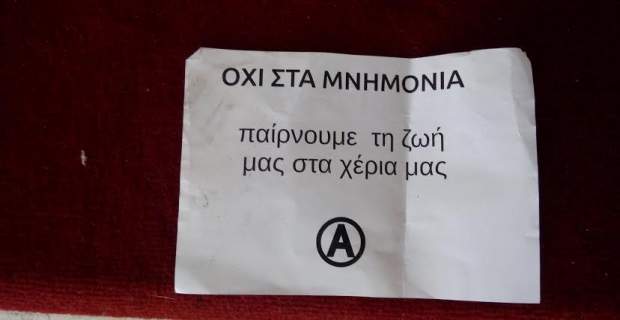 ΟΧΙ ΣΤΑ ΜΝΗΜΟΝΙΑ
παίρνουμε τη ζωή
μας στα χέρια μας
A